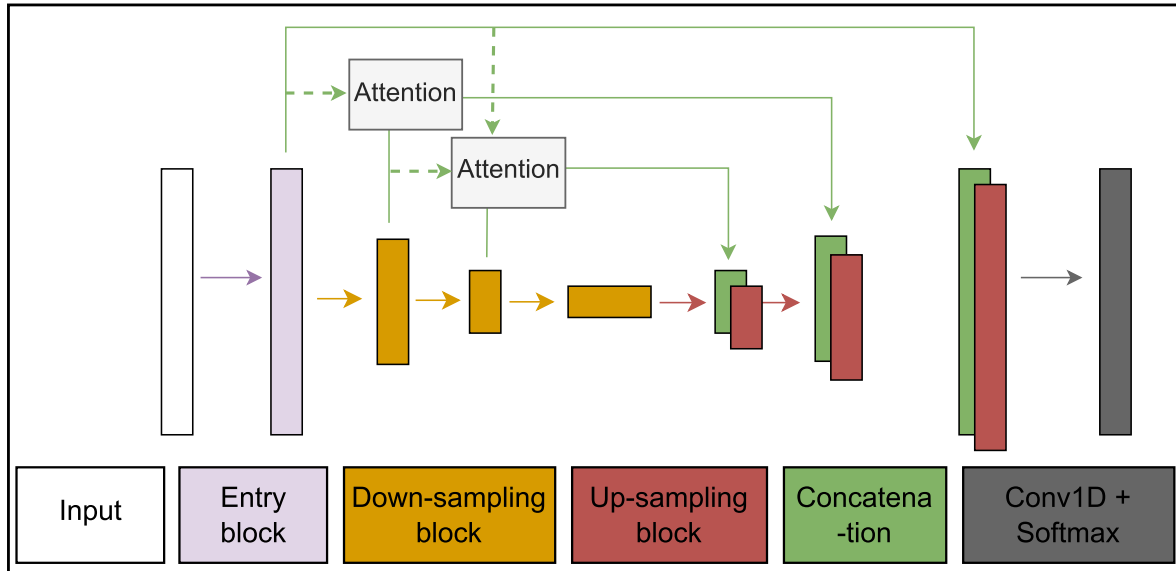 Attention
Attention
Input
Entry
block
Down-sampling
block
Up-sampling
block
Concatena
-tion
Conv1D +
Softmax